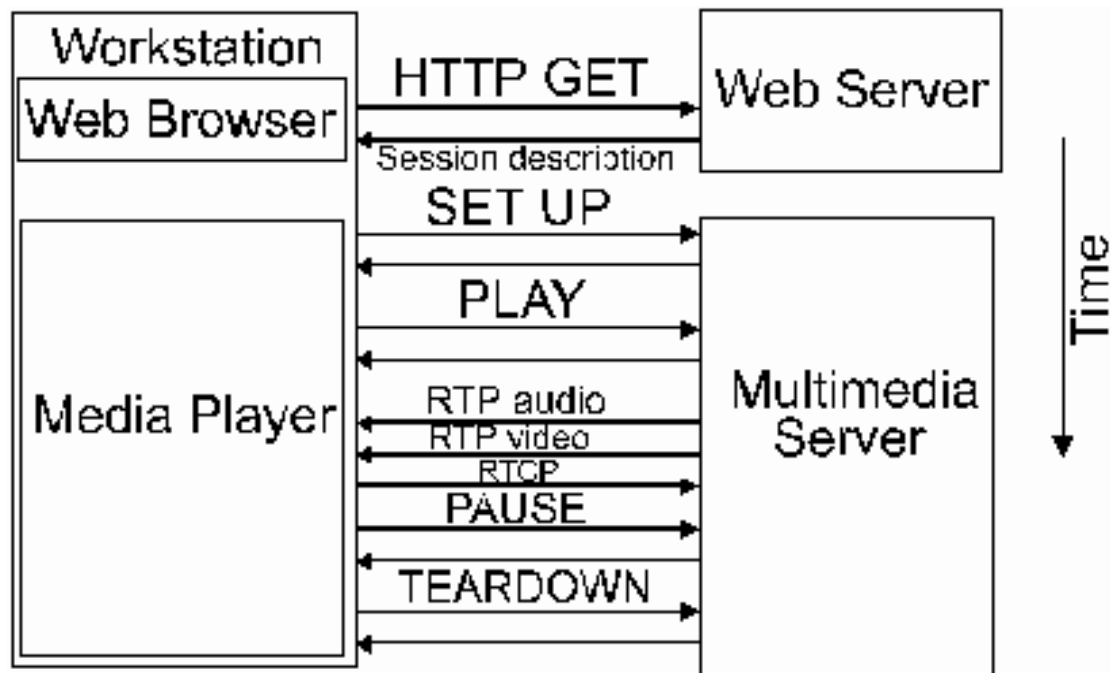 Workstation
Web Browser
HTTP GET
Web Server
Session description
SET UP
PLAY
Time
Media Player
RTP audio
RTP video
RTCP
Multimedia
Server
PAUSE
TEARDOWN